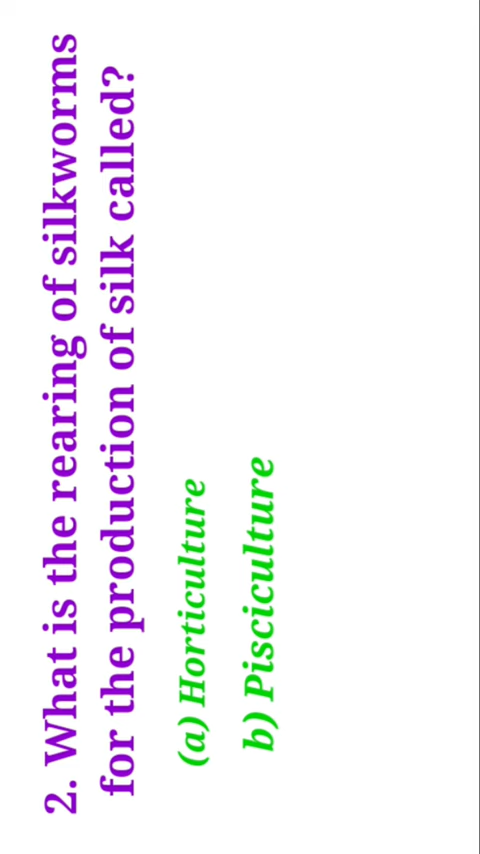 2. What is the rearing of silkworms
for the production of silk called?
(a) Horticulture
b) Pisciculture